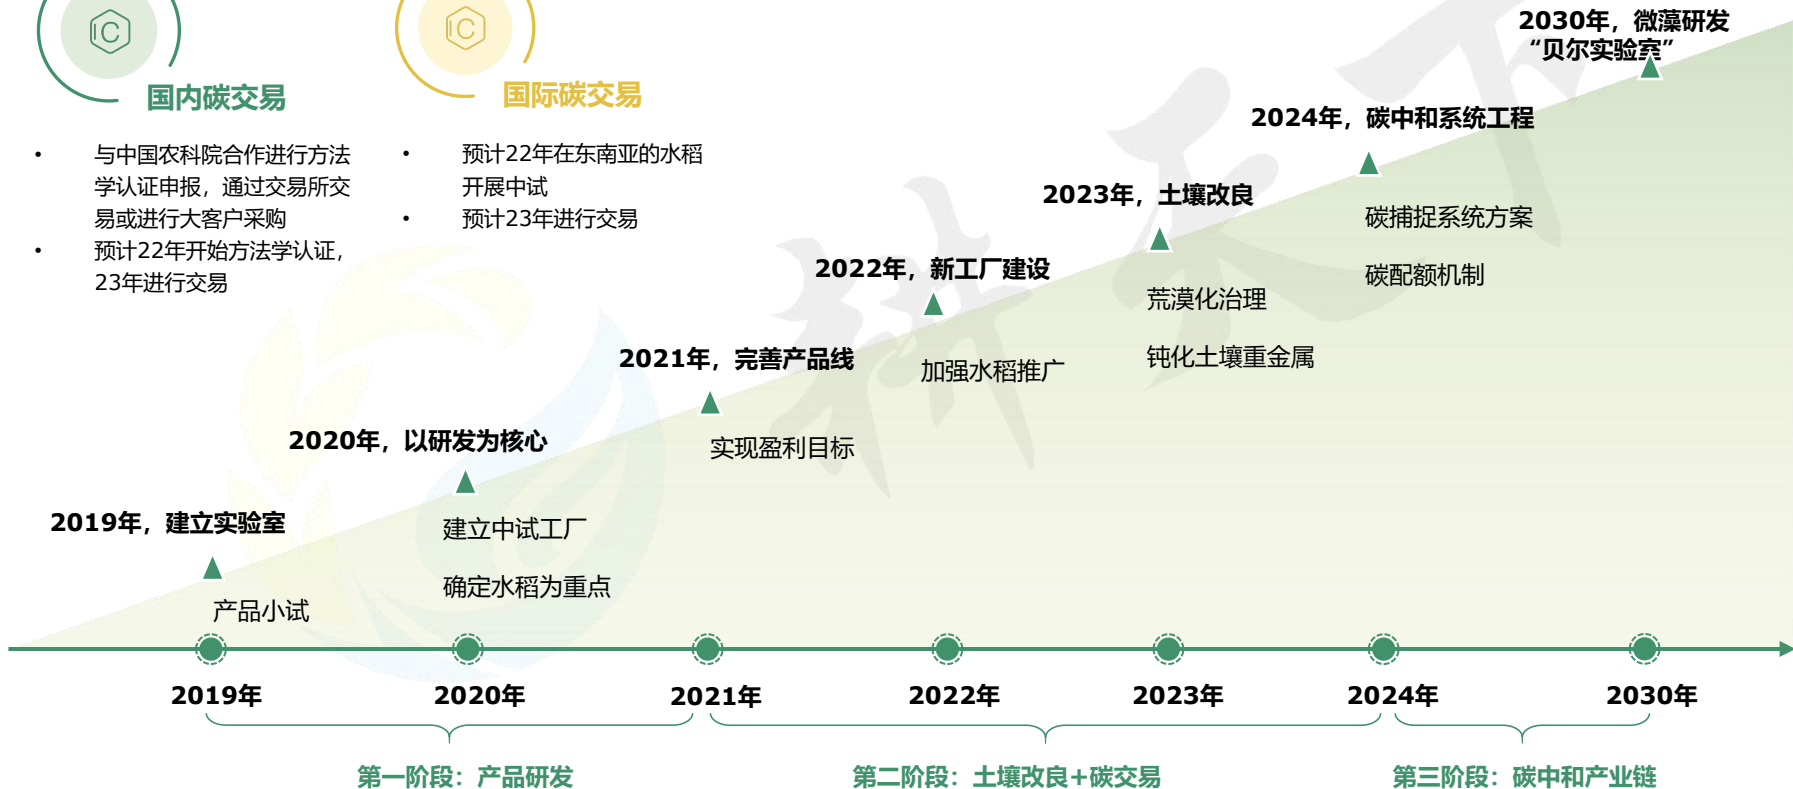 国内碳交易
• 与中国农科院合作进行方法
学认证申报，通过交易所交
易或进行大客户采购
• 预计22年开始方法学认证，
23年进行交易
国际碳交易
• 预计22年在东南亚的水稻
开展中试
• 预计23年进行交易
2019年，建立实验室
产品小试
2020年，以研发为核心
建立中试工厂
确定水稻为重点
2021年，完善产品线
实现盈利目标
2022年，新工厂建设
加强水稻推广
2023年，土壤改良
荒漠化治理
钝化土壤重金属
2024年，碳中和系统工程
碳捕捉系统方案
碳配额机制
2030年，微藻研发
“贝尔实验室”
耕天下
2019年
2020年
2021年
2022年
2023年
2024年
2030年
第一阶段：产品研发
第二阶段：土壤改良+碳交易
第三阶段：碳中和产业链